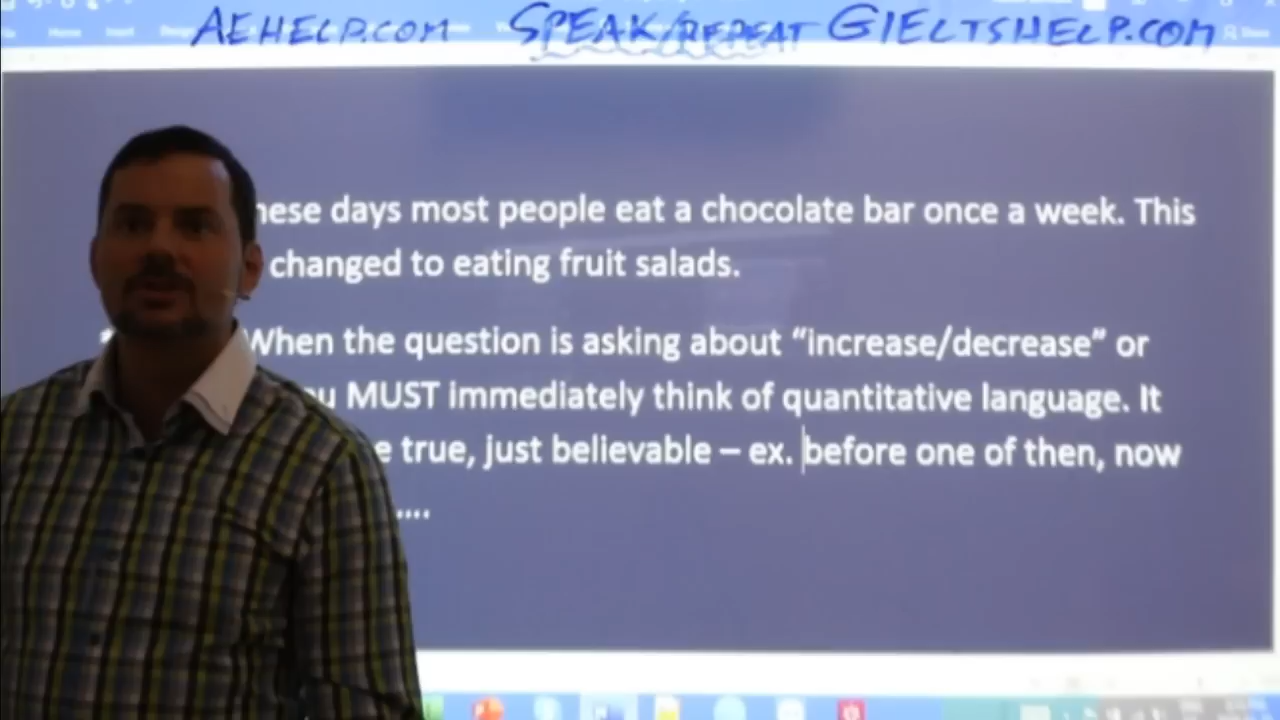 AEHELP.COM SPEAK/REPEAT GIELTSHELP.COM
hese days most people eat a chocolate bar once a week. This
changed to eating fruit salads.
When the question is asking about “increase/decrease” or
u MUST immediately think of quantitative language. It
e true, just believable – ex. before one of then, now
....